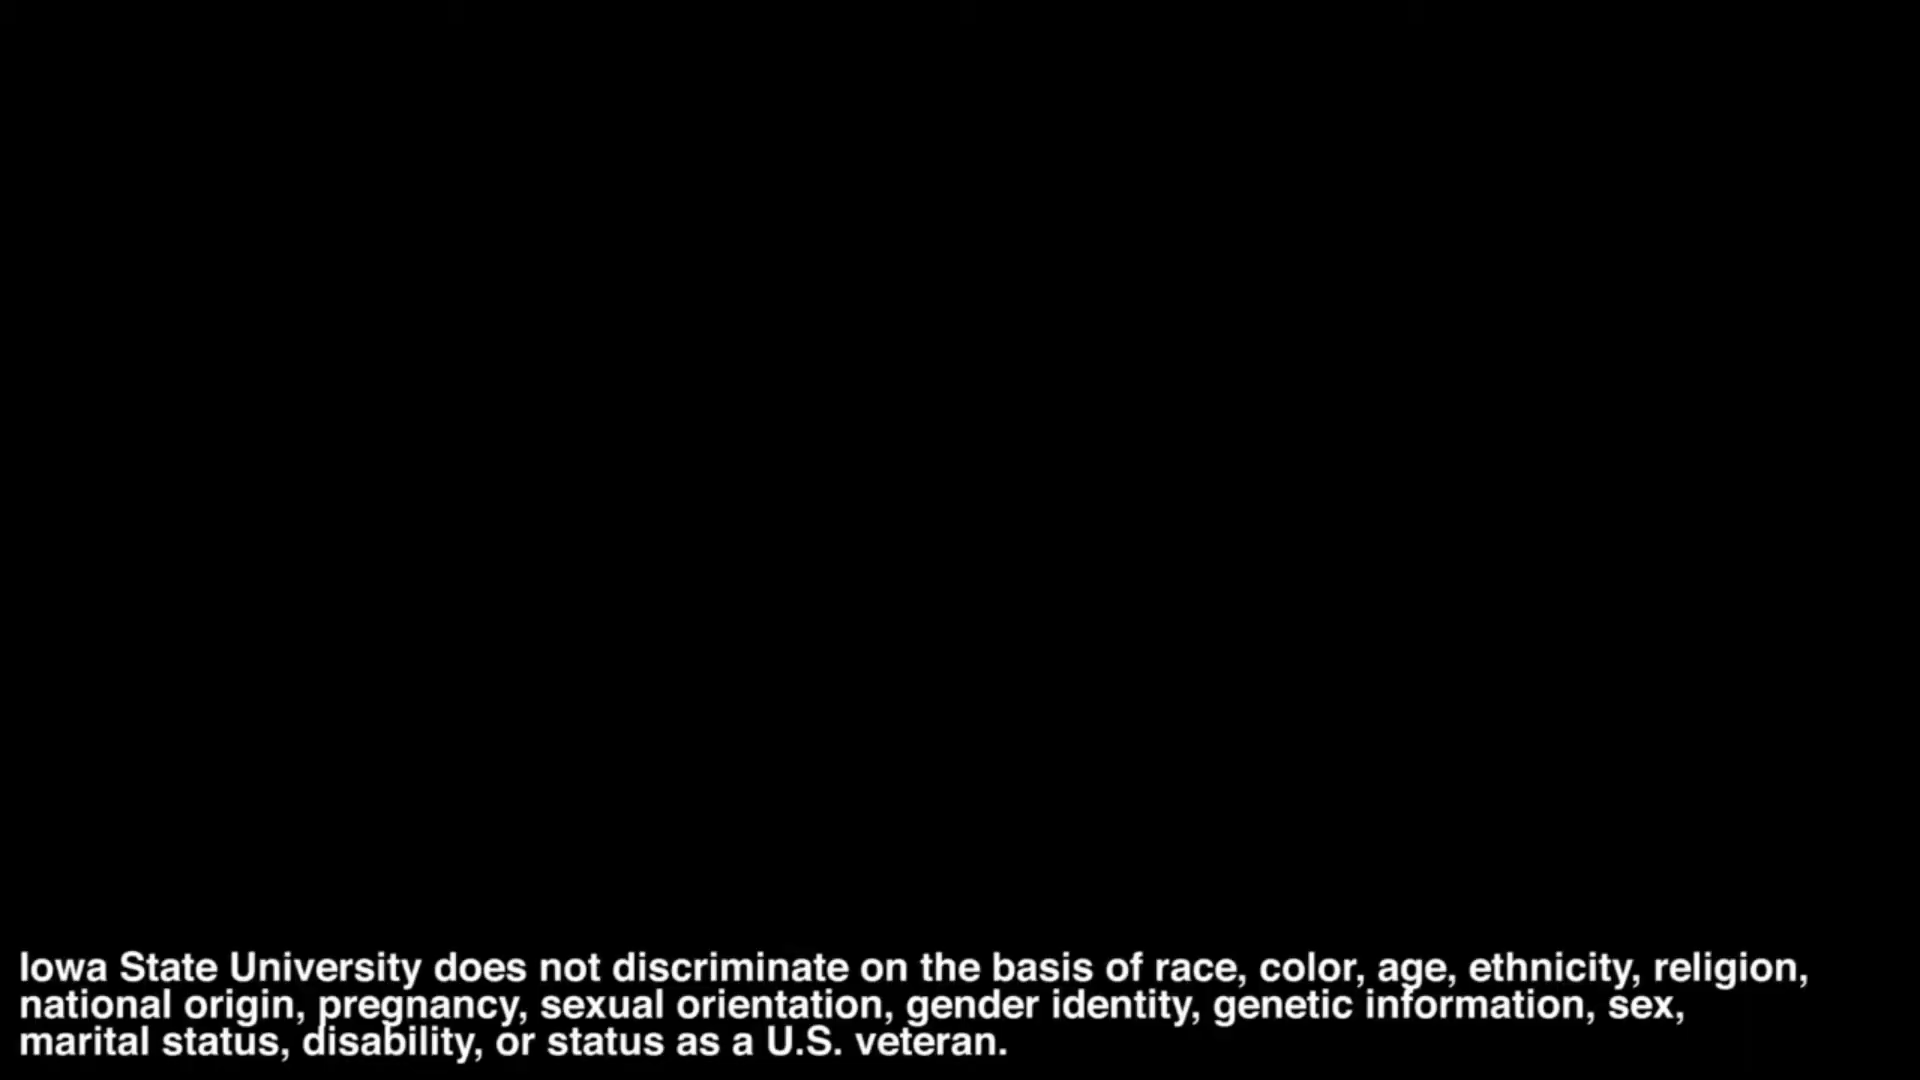 Iowa State University does not discriminate on the basis of race, color, age, ethnicity, religion,
national origin, pregnancy, sexual orientation, gender identity, genetic information, sex,
marital status, disability, or status as a U.S. veteran.